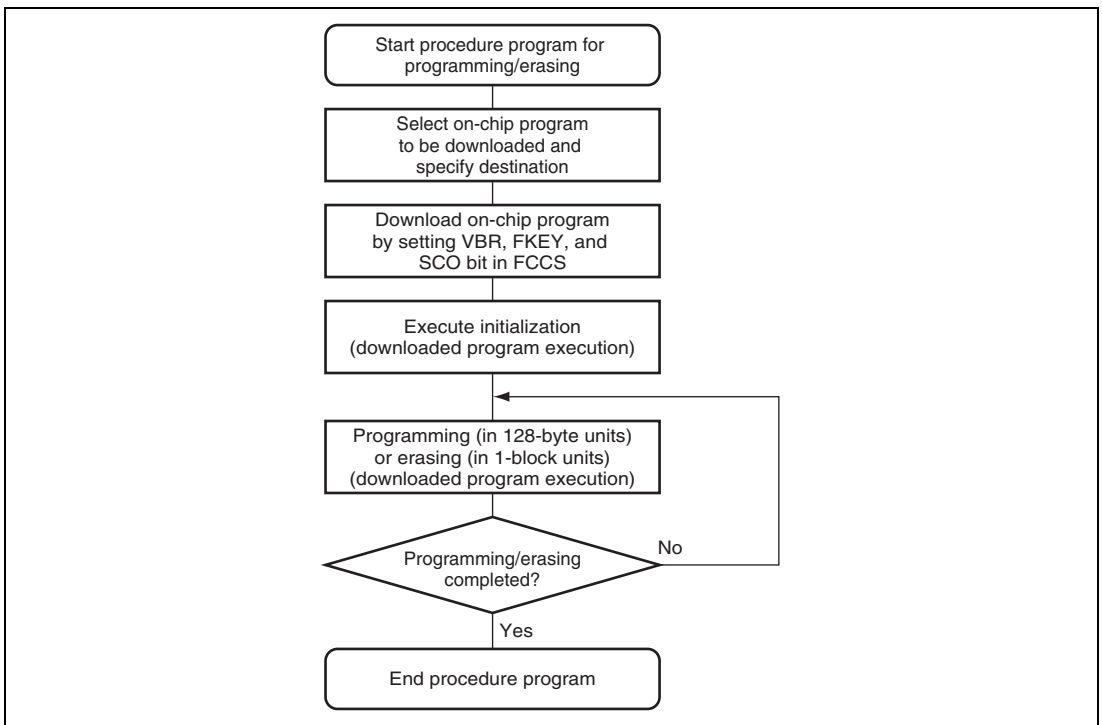 Start procedure program for
programming/erasing
Select on-chip program
to be downloaded and
specify destination
Download on-chip program
by setting VBR, FKEY, and
SCO bit in FCCS
Execute initialization
(downloaded program execution)
Programming (in 128-byte units)
or erasing (in 1-block units)
(downloaded program execution)
Programming/erasing
completed?
No
Yes
End procedure program